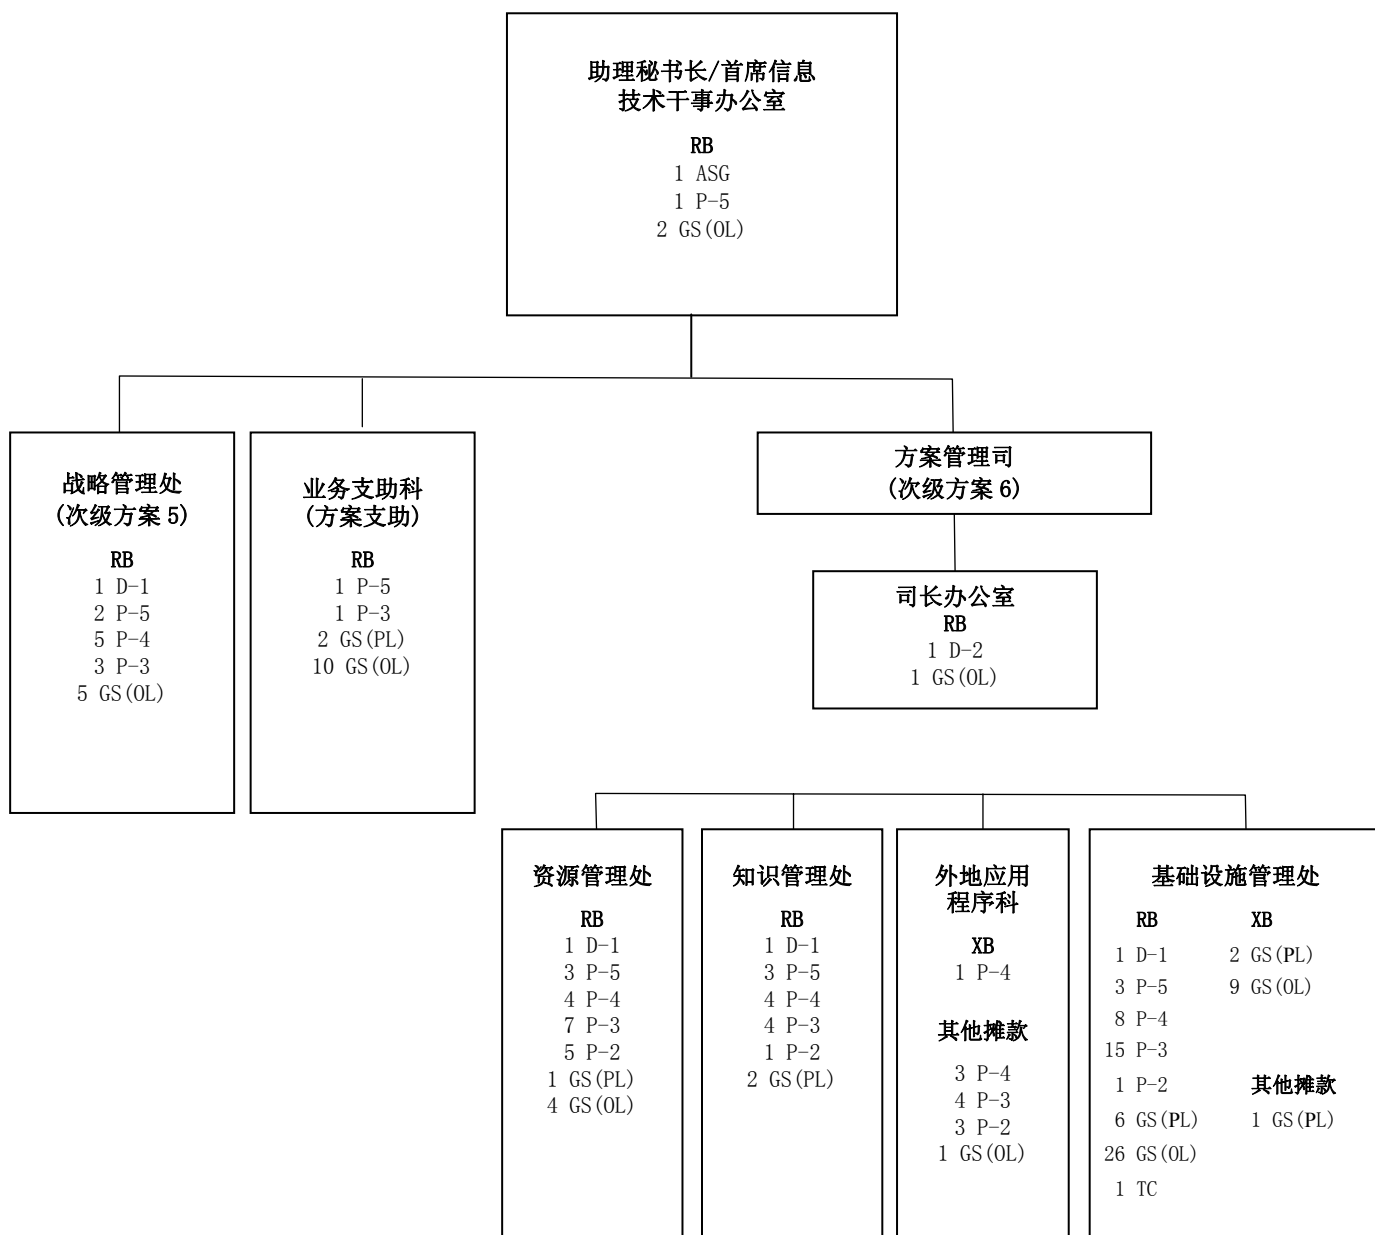 助理秘书长/首席信息
技术干事办公室
RB
1 ASG
1 P-5
2 GS(OL)
战略管理处
(次级方案 5)
RB
1 D-1
2 P-5
5 P-4
3 P-3
5 GS(OL)
业务支助科
(方案支助)
RB
1 P-5
1 P-3
2 GS(PL)
10 GS(OL)
方案管理司
(次级方案 6)
司长办公室
RB
1 D-2
1 GS(OL)
资源管理处
RB
1 D-1
3 P-5
4 P-4
7 P-3
5 P-2
1 GS(PL)
4 GS(OL)
知识管理处
RB
1 D-1
3 P-5
4 P-4
4 P-3
1 P-2
2 GS(PL)
外地应用
程序科
XB
1 P-4
其他摊款
3 P-4
4 P-3
3 P-2
1 GS(OL)
基础设施管理处
RB
1 D-1
3 P-5
8 P-4
15 P-3
1 P-2
6 GS(PL)
26 GS(OL)
1 TC
XB
2 GS(PL)
9 GS(OL)
其他摊款
1 GS(PL)